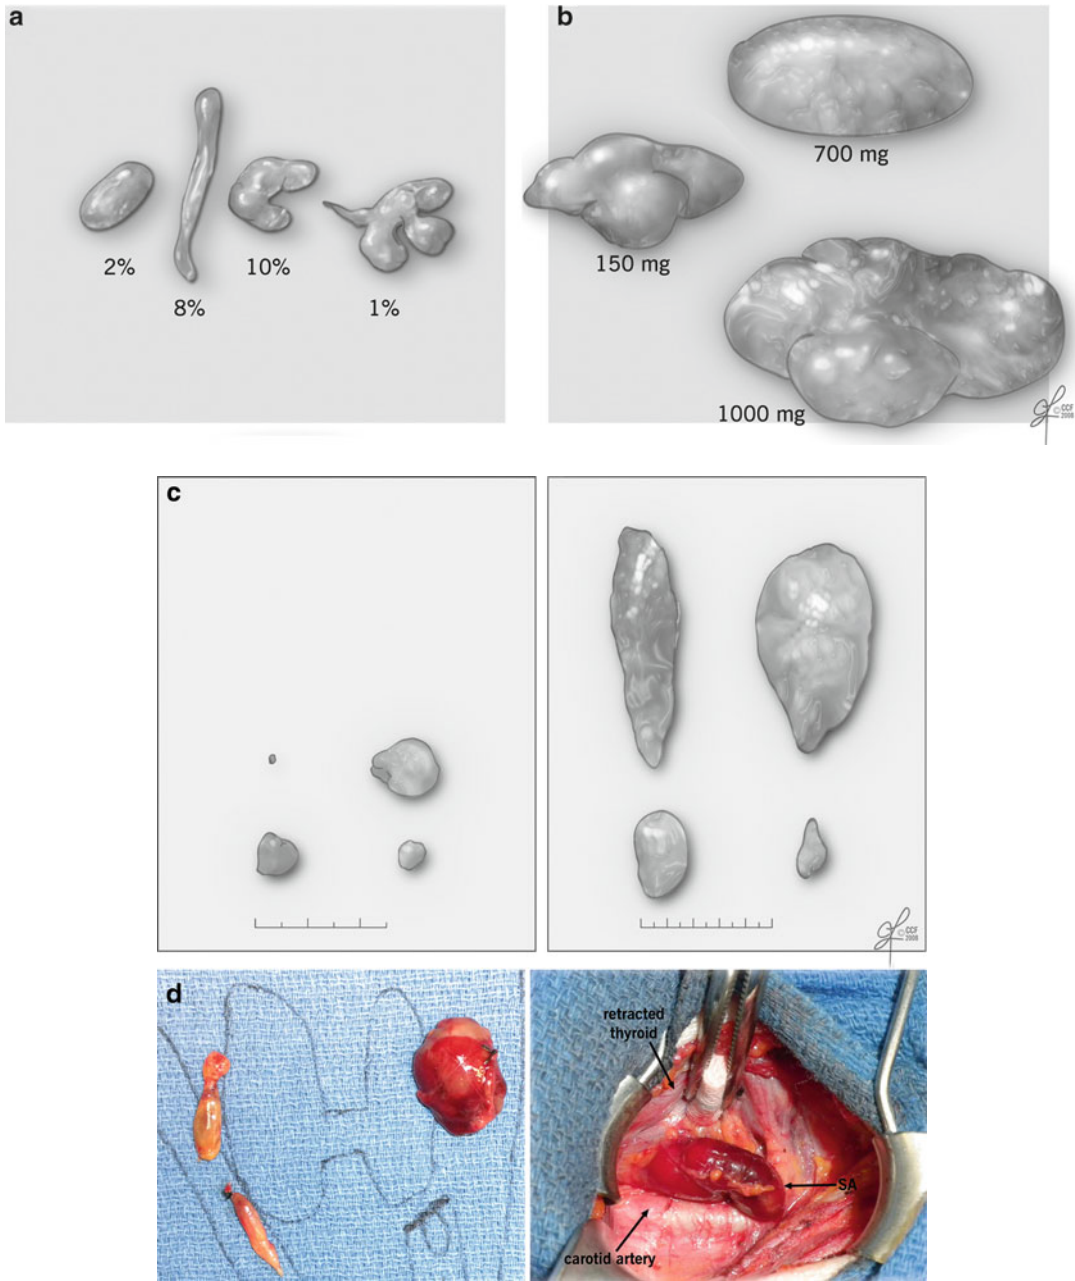 a
2%
8%
10%
1%
b
700 mg
150 mg
1000 mg
© CCF
2008
c
© CCF
2008
d
retracted
thyroid
SA
carotid artery